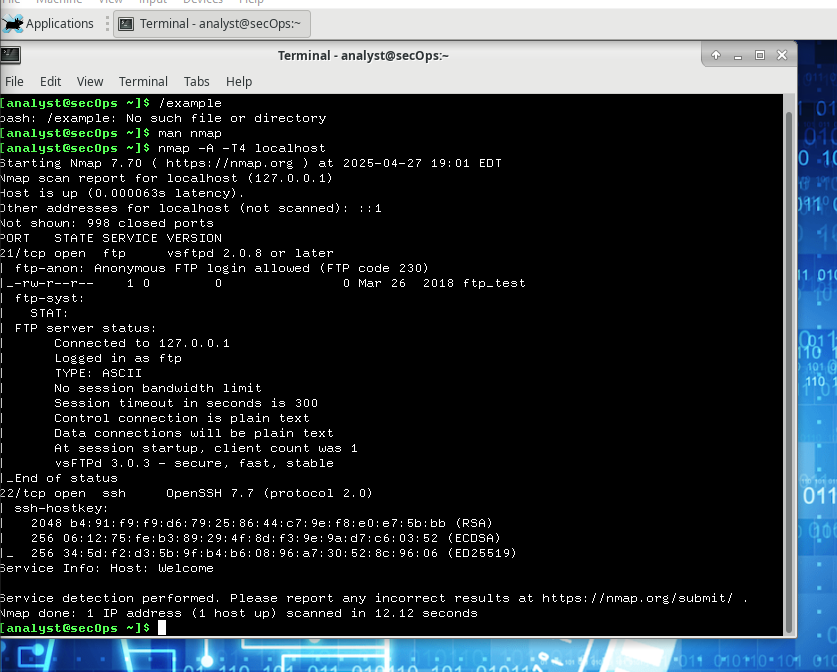 File Machine View Input Devices Help
Applications
Terminal - analyst@secOps:~
Terminal - analyst@secOps:~
File Edit View Terminal Tabs Help
[analyst@secOps ~]$ /example
bash: /example: No such file or directory
[analyst@secOps ~]$ man nmap
[analyst@secOps ~]$ nmap -A -T4 localhost
Starting Nmap 7.70 ( https://nmap.org ) at 2025-04-27 19:01 EDT
Nmap scan report for localhost (127.0.0.1)
Host is up (0.000063s latency).
Other addresses for localhost (not scanned): ::1
Not shown: 998 closed ports
PORT   STATE SERVICE VERSION
21/tcp open  ftp     vsftpd 2.0.8 or later
| ftp-anon: Anonymous FTP login allowed (FTP code 230)
|_-rw-r--r--    1 0        0               0 Mar 26  2018 ftp_test
| ftp-syst:
|   STAT:
| FTP server status:
|      Connected to 127.0.0.1
|      Logged in as ftp
|      TYPE: ASCII
|      No session bandwidth limit
|      Session timeout in seconds is 300
|      Control connection is plain text
|      Data connections will be plain text
|      At session startup, client count was 1
|      vsFTPd 3.0.3 - secure, fast, stable
|_End of status
22/tcp open  ssh     OpenSSH 7.7 (protocol 2.0)
| ssh-hostkey:
|   2048 b4:91:f9:f9:d6:79:25:86:44:c7:9e:f8:e0:e7:5b:bb (RSA)
|   256 06:12:75:fe:b3:89:29:4f:8d:f3:9e:9a:d7:c6:03:52 (ECDSA)
|_  256 34:5d:f2:d3:5b:9f:b4:b6:08:96:a7:30:52:8c:96:06 (ED25519)
Service Info: Host: Welcome

Service detection performed. Please report any incorrect results at https://nmap.org/submit/ .
Nmap done: 1 IP address (1 host up) scanned in 12.12 seconds
[analyst@secOps ~]$